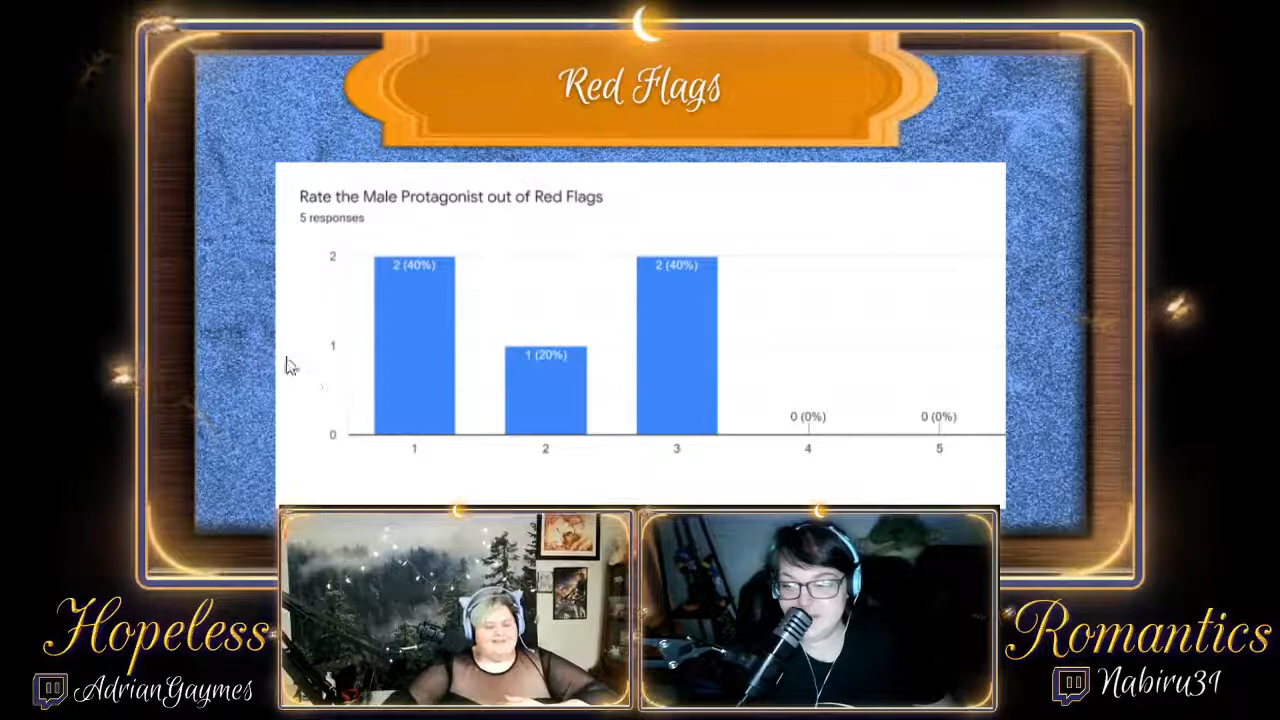 Red Flags
Rate the Male Protagonist out of Red Flags
5 responses
2
2 (40%)
2 (40%)
1
1 (20%)
0 (0%)
0 (0%)
0
1
2
3
4
5
Hopeless
Romantics
AdrianGaymes
Nabiru31